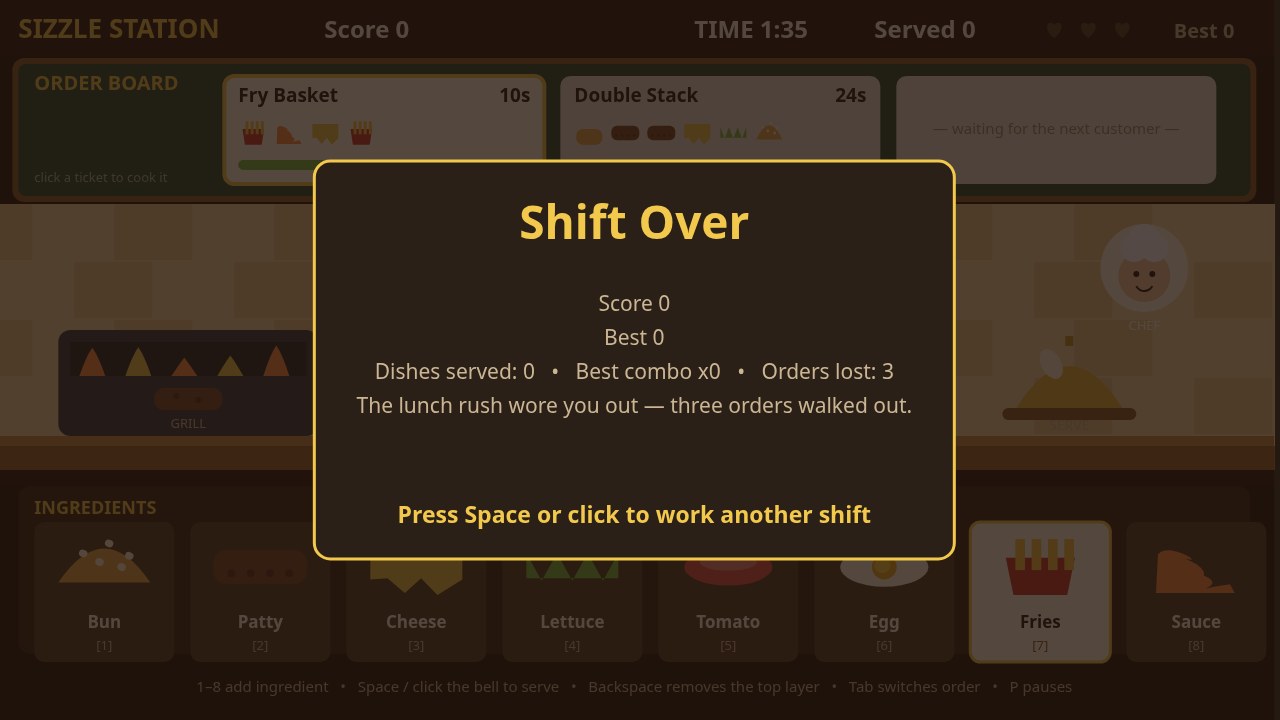 SIZZLE STATION Score 0 TIME 1:35 Served 0 Best 0
ORDER BOARD
Fry Basket 10s
Double Stack 24s
— waiting for the next customer —
click a ticket to cook it
Shift Over
Score 0
Best 0
Dishes served: 0 • Best combo x0 • Orders lost: 3
The lunch rush wore you out — three orders walked out.
Press Space or click to work another shift
CHEF
GRILL
SERVE
INGREDIENTS
Bun
[1]
Patty
[2]
Cheese
[3]
Lettuce
[4]
Tomato
[5]
Egg
[6]
Fries
[7]
Sauce
[8]
1–8 add ingredient • Space / click the bell to serve • Backspace removes the top layer • Tab switches order • P pauses